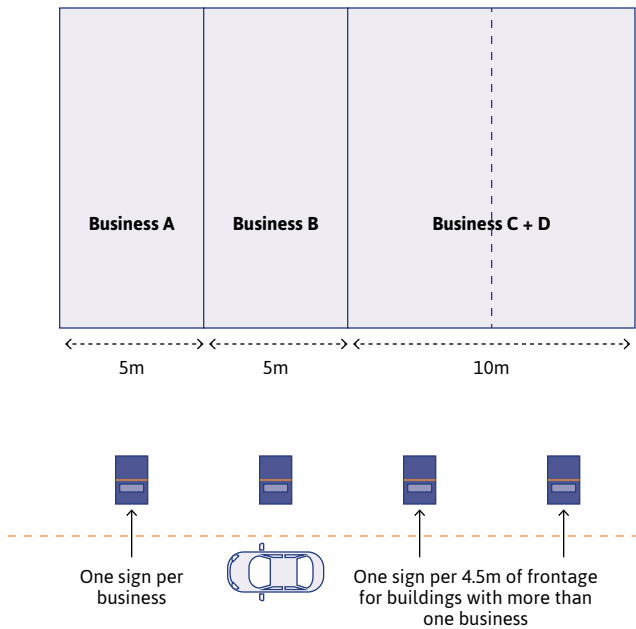 Business A
Business B
Business C + D
5m
5m
10m
One sign per
business
One sign per 4.5m of frontage
for buildings with more than
one business